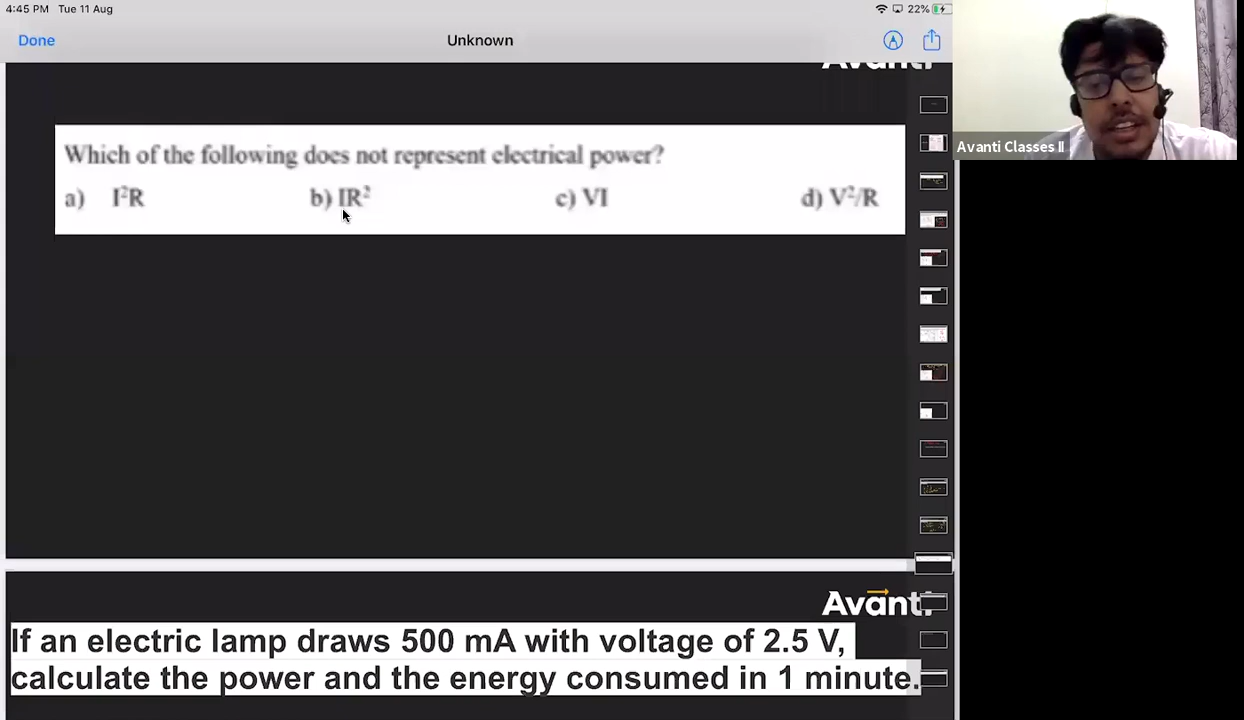 4:45 PM Tue 11 Aug
22%
Done
Unknown
Avanti Classes II
Which of the following does not represent electrical power?
a) I²R b) IR² c) VI d) V²/R
Avanti
If an electric lamp draws 500 mA with voltage of 2.5 V,
calculate the power and the energy consumed in 1 minute.